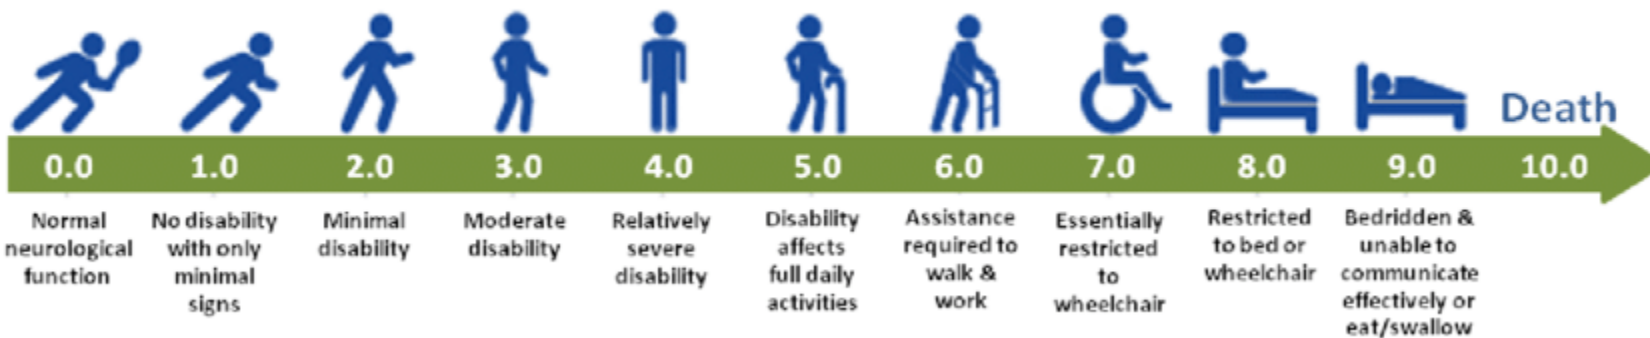 Death
0.0 1.0 2.0 3.0 4.0 5.0 6.0 7.0 8.0 9.0 10.0
Normal
neurological
function
No disability
with only
minimal
signs
Minimal
disability
Moderate
disability
Relatively
severe
disability
Disability
affects
full daily
activities
Assistance
required to
walk &
work
Essentially
restricted
to
wheelchair
Restricted
to bed or
wheelchair
Bedridden &
unable to
communicate
effectively or
eat/swallow